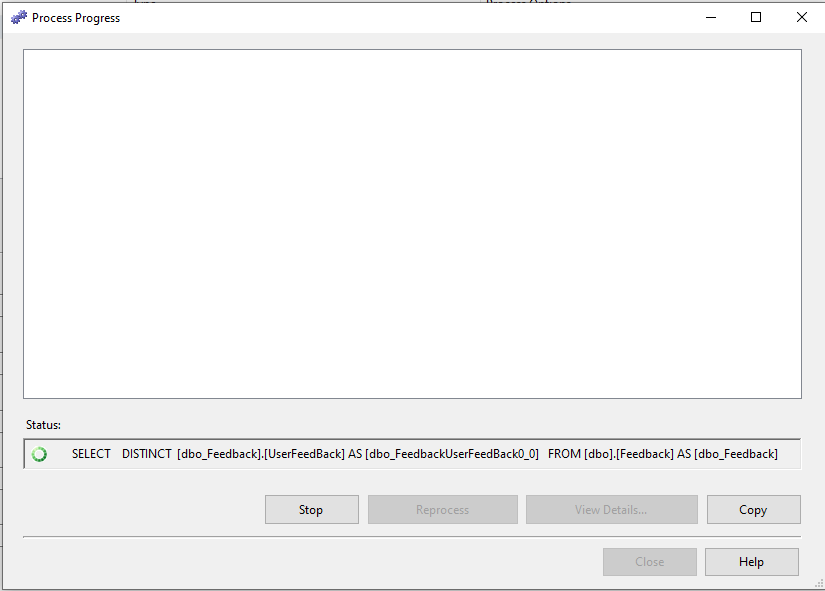 Process Progress
Status:
SELECT DISTINCT [dbo_Feedback].[UserFeedBack] AS [dbo_FeedbackUserFeedBack0_0] FROM [dbo].[Feedback] AS [dbo_Feedback]
Stop Reprocess View Details... Copy
Close Help